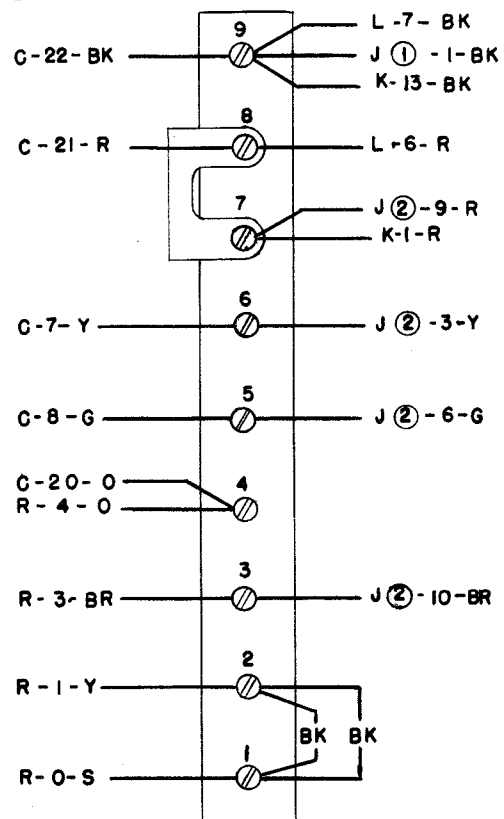 9
L-7-BK
C-22-BK
J ① -1-BK
K-13-BK
8
C-21-R
L-6-R
7
J ②-9-R
K-1-R
6
C-7-Y
J ② -3-Y
5
C-8-G
J ②-6-G
C-20-O
R-4-O
4
3
R-3-BR
J ②-10-BR
2
R-1-Y
BK BK
1
R-0-S